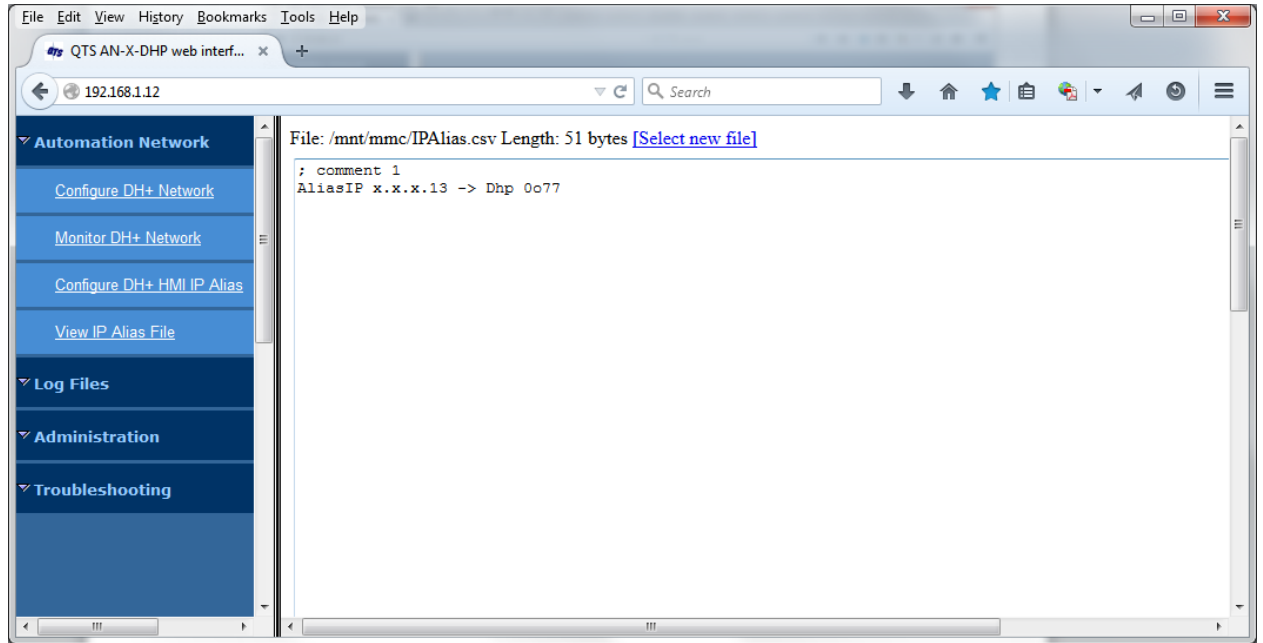 File Edit View History Bookmarks Tools Help
QTS AN-X-DHP web interf...
192.168.1.12
Search
Automation Network
Configure DH+ Network
Monitor DH+ Network
Configure DH+ HMI IP Alias
View IP Alias File
Log Files
Administration
Troubleshooting
File: /mnt/mmc/IPAlias.csv Length: 51 bytes [Select new file]
; comment 1
AliasIP x.x.x.13 -> Dhp 0o77